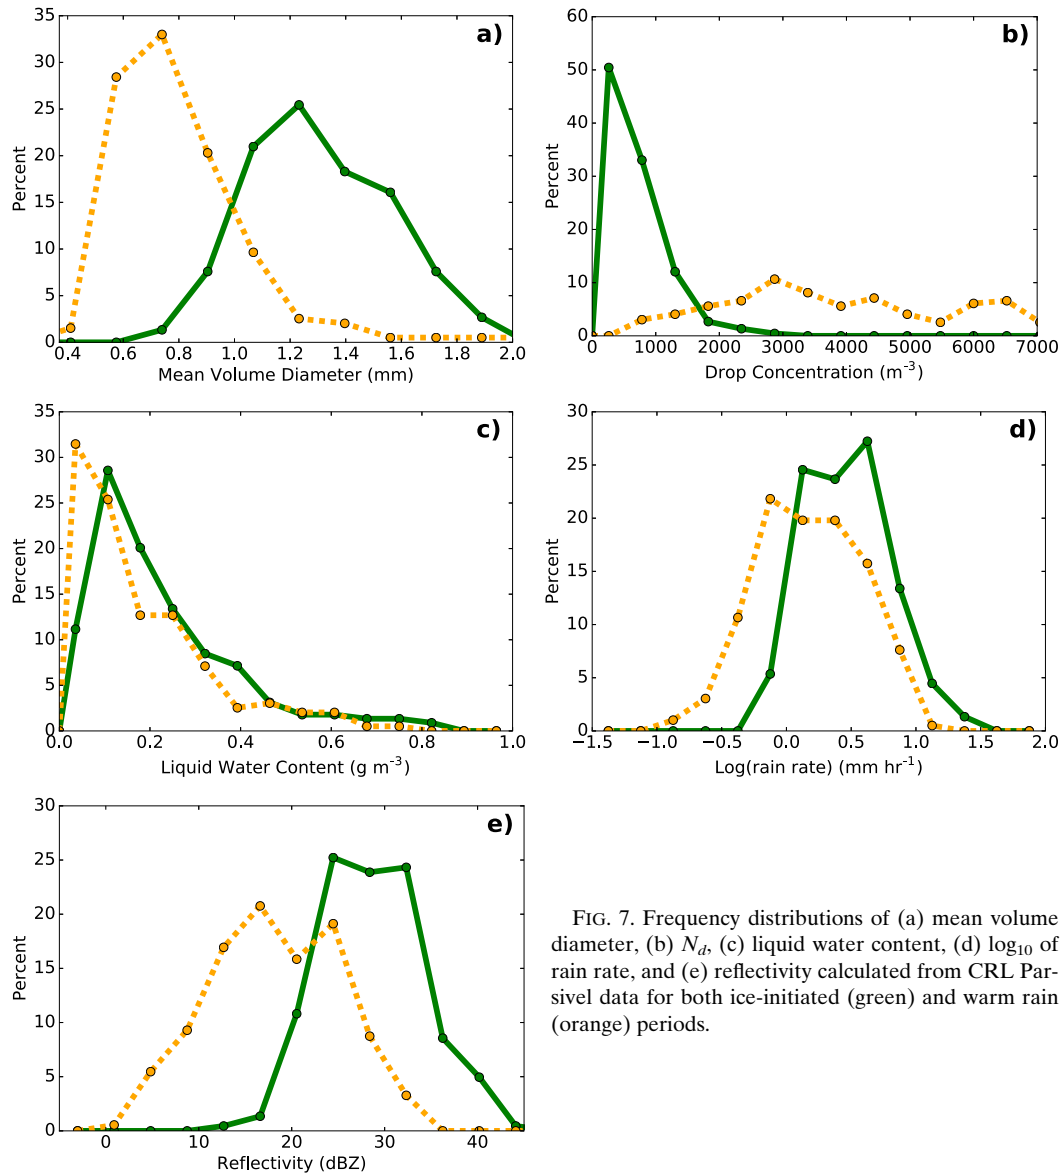 35
30
25
20
15
10
5
0
Percent
a)
0.4 0.6 0.8 1.0 1.2 1.4 1.6 1.8 2.0
Mean Volume Diameter (mm)
60
50
40
30
20
10
0
Percent
b)
0 1000 2000 3000 4000 5000 6000 7000
Drop Concentration (m⁻³)
35
30
25
20
15
10
5
0
Percent
c)
0.0 0.2 0.4 0.6 0.8 1.0
Liquid Water Content (g m⁻³)
30
25
20
15
10
5
0
Percent
d)
−1.5 −1.0 −0.5 0.0 0.5 1.0 1.5 2.0
Log(rain rate) (mm hr⁻¹)
30
25
20
15
10
5
0
Percent
e)
0 10 20 30 40
Reflectivity (dBZ)
FIG. 7. Frequency distributions of (a) mean volume
diameter, (b) N_d, (c) liquid water content, (d) log₁₀ of
rain rate, and (e) reflectivity calculated from CRL Par-
sivel data for both ice-initiated (green) and warm rain
(orange) periods.